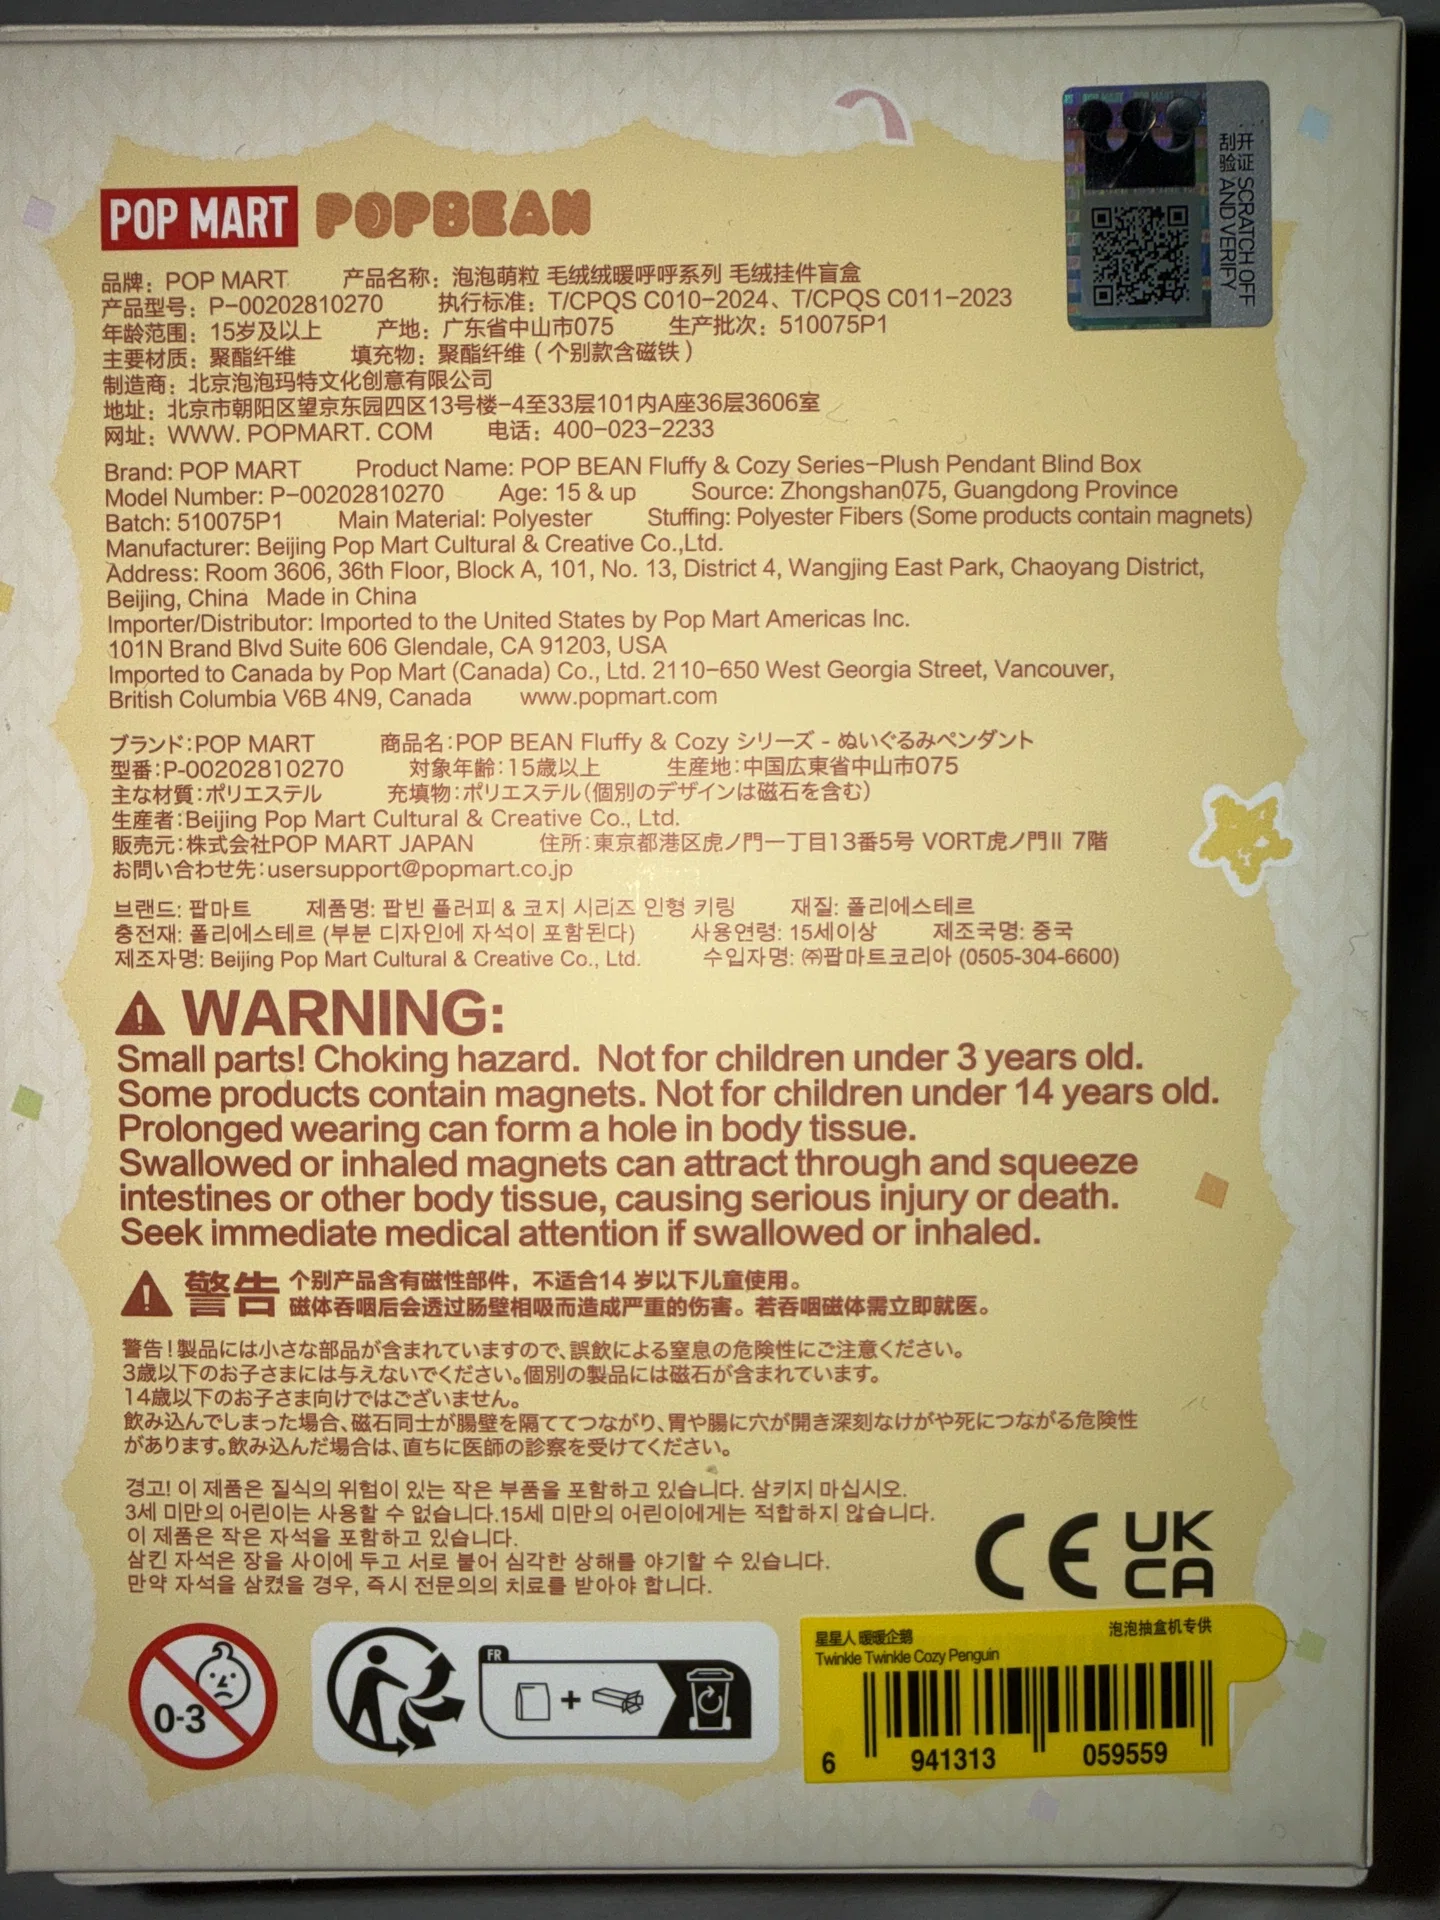 开证 SCRATCH OFF
刮验 AND VERIFY
POP MART POPBEAN
品牌：POP MART 产品名称：泡泡萌粒 毛绒绒暖呼呼系列 毛绒挂件盲盒
产品型号：P-00202810270 执行标准：T/CPQS C010-2024、T/CPQS C011-2023
年龄范围：15岁及以上 产地：广东省中山市075 生产批次：510075P1
主要材质：聚酯纤维 填充物：聚酯纤维（个别款含磁铁）
制造商：北京泡泡玛特文化创意有限公司
地址：北京市朝阳区望京东园四区13号楼-4至33层101内A座36层3606室
网址：WWW. POPMART. COM 电话：400-023-2233
Brand: POP MART Product Name: POP BEAN Fluffy & Cozy Series-Plush Pendant Blind Box
Model Number: P-00202810270 Age: 15 & up Source: Zhongshan075, Guangdong Province
Batch: 510075P1 Main Material: Polyester Stuffing: Polyester Fibers (Some products contain magnets)
Manufacturer: Beijing Pop Mart Cultural & Creative Co.,Ltd.
Address: Room 3606, 36th Floor, Block A, 101, No. 13, District 4, Wangjing East Park, Chaoyang District,
Beijing, China Made in China
Importer/Distributor: Imported to the United States by Pop Mart Americas Inc.
101N Brand Blvd Suite 606 Glendale, CA 91203, USA
Imported to Canada by Pop Mart (Canada) Co., Ltd. 2110-650 West Georgia Street, Vancouver,
British Columbia V6B 4N9, Canada www.popmart.com
ブランド：POP MART 商品名：POP BEAN Fluffy & Cozy シリーズ - ぬいぐるみペンダント
型番：P-00202810270 対象年齢：15歳以上 生産地：中国広東省中山市075
主な材質：ポリエステル 充填物：ポリエステル（個別のデザインは磁石を含む）
生産者：Beijing Pop Mart Cultural & Creative Co., Ltd.
販売元：株式会社POP MART JAPAN 住所：東京都港区虎ノ門一丁目13番5号 VORT虎ノ門II 7階
お問い合わせ先：usersupport@popmart.co.jp
브랜드: 팝마트 제품명: 팝빈 플러피 & 코지 시리즈 인형 키링 재질: 폴리에스테르
충전재: 폴리에스테르 (부분 디자인에 자석이 포함된다) 사용연령: 15세이상 제조국명: 중국
제조자명: Beijing Pop Mart Cultural & Creative Co., Ltd. 수입자명: ㈜팝마트코리아 (0505-304-6600)
WARNING:
Small parts! Choking hazard. Not for children under 3 years old.
Some products contain magnets. Not for children under 14 years old.
Prolonged wearing can form a hole in body tissue.
Swallowed or inhaled magnets can attract through and squeeze
intestines or other body tissue, causing serious injury or death.
Seek immediate medical attention if swallowed or inhaled.
警告 个别产品含有磁性部件，不适合14 岁以下儿童使用。
磁体吞咽后会透过肠壁相吸而造成严重的伤害。若吞咽磁体需立即就医。
警告！製品には小さな部品が含まれていますので、誤飲による窒息の危険性にご注意ください。
3歳以下のお子さまには与えないでください。個別の製品には磁石が含まれています。
14歳以下のお子さま向けではございません。
飲み込んでしまった場合、磁石同士が腸壁を隔ててつながり、胃や腸に穴が開き深刻なけがや死につながる危険性
があります。飲み込んだ場合は、直ちに医師の診察を受けてください。
경고! 이 제품은 질식의 위험이 있는 작은 부품을 포함하고 있습니다. 삼키지 마십시오.
3세 미만의 어린이는 사용할 수 없습니다.15세 미만의 어린이에게는 적합하지 않습니다.
이 제품은 작은 자석을 포함하고 있습니다.
삼킨 자석은 장을 사이에 두고 서로 붙어 심각한 상해를 야기할 수 있습니다.
만약 자석을 삼켰을 경우, 즉시 전문의의 치료를 받아야 합니다.
CE UK
CA
0-3
FR
星星人 暖暖企鹅 泡泡抽盒机专供
Twinkle Twinkle Cozy Penguin
6 941313 059559